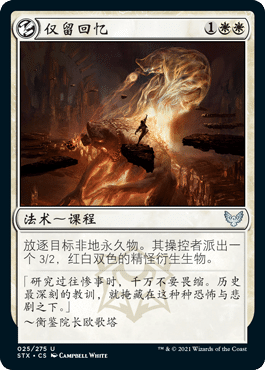 仅留回忆 1
法术～课程
放逐目标非地永久物。其操控者派出一
个 3/2，红白双色的精怪衍生生物。
「研究过往惨事时，千万不要畏缩。历史
最深刻的教训，就掩藏在这种种恐怖与悲
剧之下。」
～衡鉴院长欧歌塔
025/275 U
STX • CS CAMPBELL WHITE
™ & © 2021 Wizards of the Coast